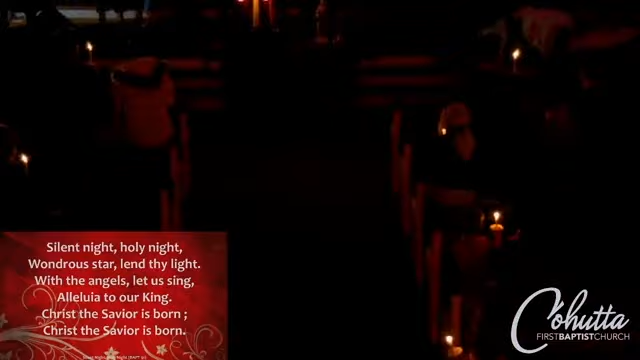 Silent night, holy night,
Wondrous star, lend thy light.
With the angels, let us sing,
Alleluia to our King.
Christ the Savior is born ;
Christ the Savior is born.
Cohutta
FIRSTBAPTISTCHURCH